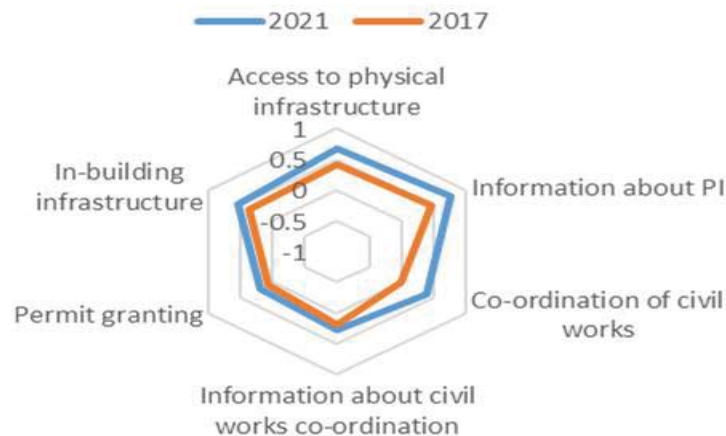 2021 2017
Access to physical
infrastructure
1
0.5
0
-0.5
-1
In-building
infrastructure
Information about PI
Permit granting
Co-ordination of civil
works
Information about civil
works co-ordination